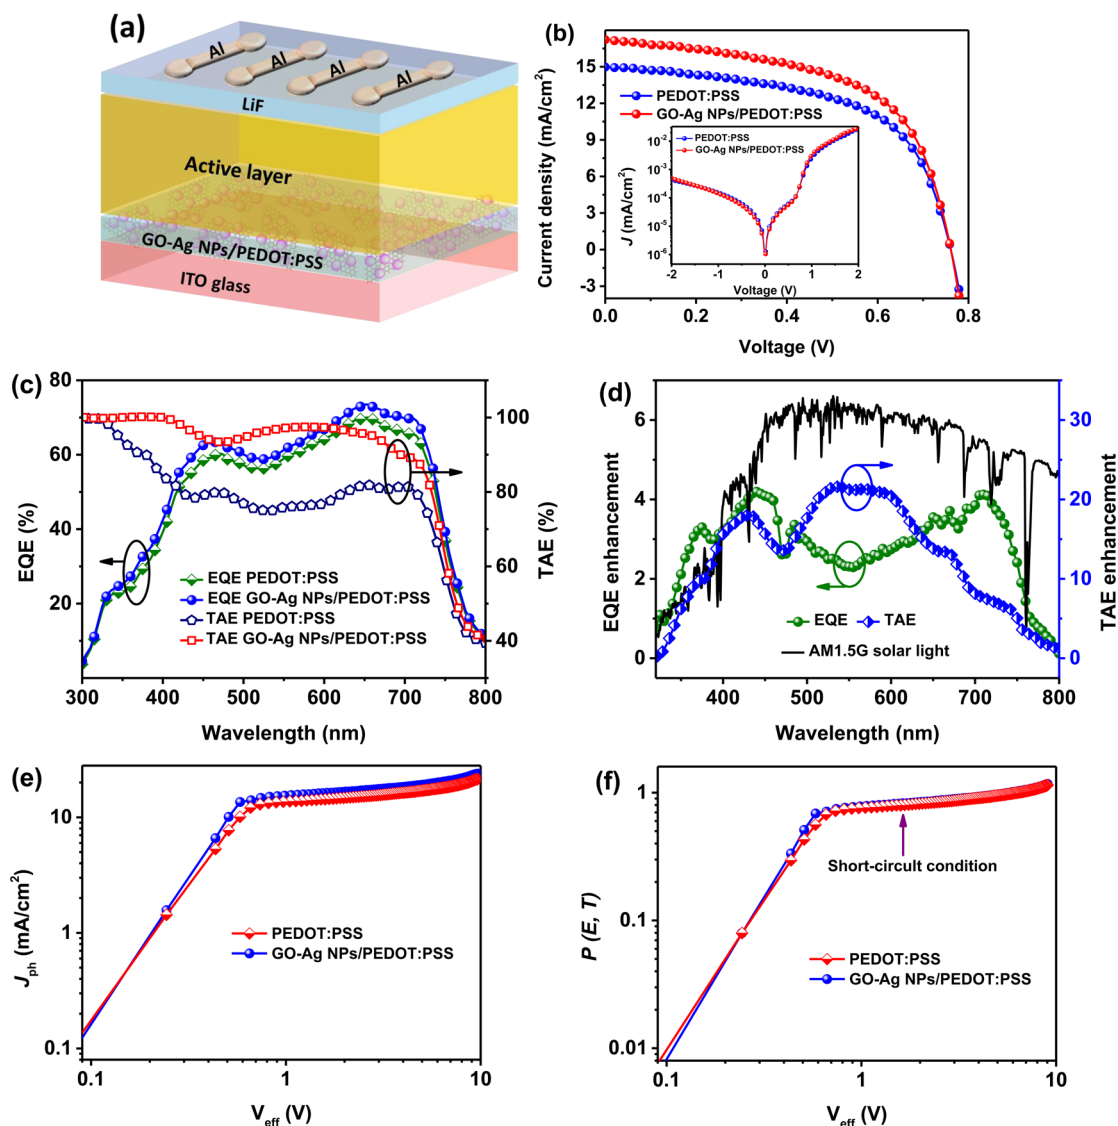 (a)
Al
Al
Al
Al
LiF
Active layer
GO-Ag NPs/PEDOT:PSS
ITO glass
(b)
Current density (mA/cm2)
15
12
9
6
3
0
-3
0.0
0.2
0.4
0.6
0.8
Voltage (V)
PEDOT:PSS
GO-Ag NPs/PEDOT:PSS
J (mA/cm2)
10-2
10-3
10-4
10-5
10-6
-2
-1
0
1
2
Voltage (V)
PEDOT:PSS
GO-Ag NPs/PEDOT:PSS
(c)
EQE (%)
80
60
40
20
TAE (%)
100
80
60
40
300
400
500
600
700
800
Wavelength (nm)
EQE PEDOT:PSS
EQE GO-Ag NPs/PEDOT:PSS
TAE PEDOT:PSS
TAE GO-Ag NPs/PEDOT:PSS
(d)
EQE enhancement
6
4
2
0
TAE enhancement
30
20
10
0
400
500
600
700
800
Wavelength (nm)
EQE
TAE
AM1.5G solar light
(e)
Jph (mA/cm2)
10
1
0.1
0.1
1
10
Veff (V)
PEDOT:PSS
GO-Ag NPs/PEDOT:PSS
(f)
P (E, T)
1
0.1
0.01
0.1
1
10
Veff (V)
Short-circult condition
PEDOT:PSS
GO-Ag NPs/PEDOT:PSS